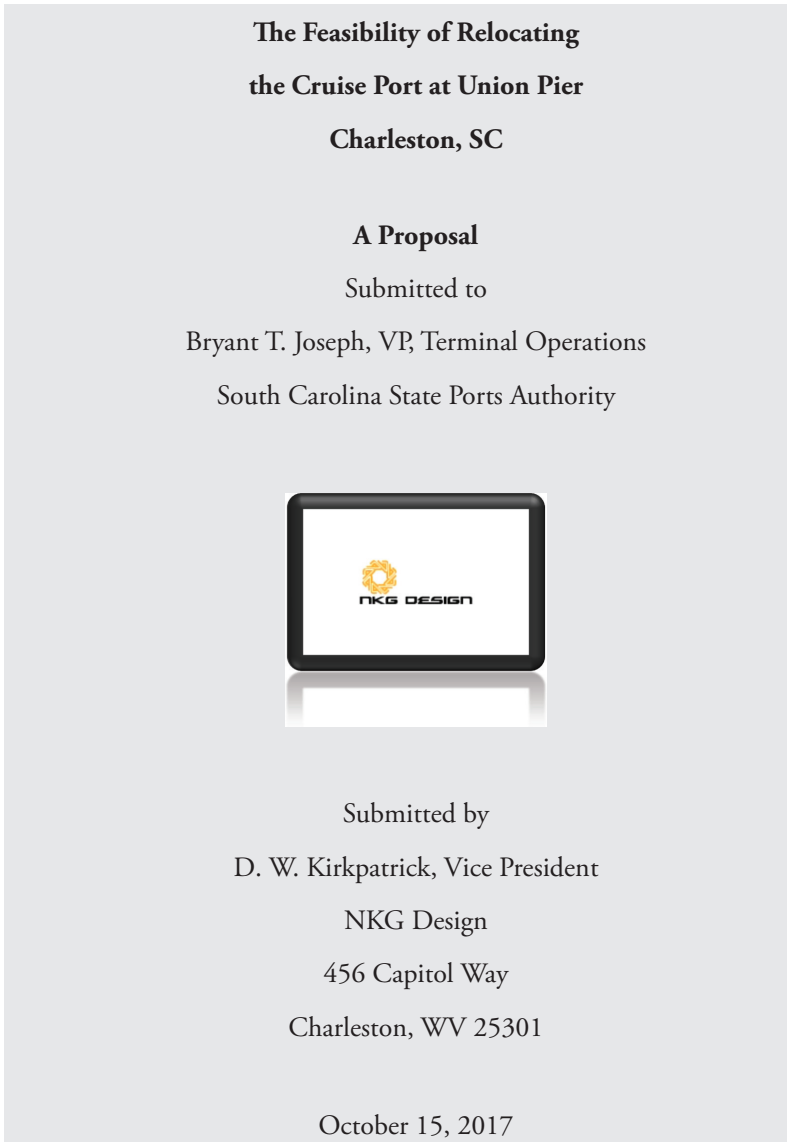 The Feasibility of Relocating
the Cruise Port at Union Pier
Charleston, SC
A Proposal
Submitted to
Bryant T. Joseph, VP, Terminal Operations
South Carolina State Ports Authority
NKG DESIGN
Submitted by
D. W. Kirkpatrick, Vice President
NKG Design
456 Capitol Way
Charleston, WV 25301
October 15, 2017